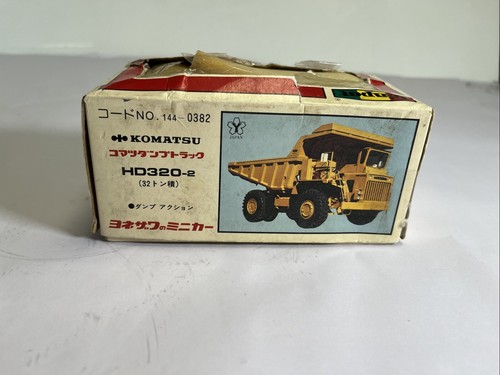 コードNO. 144-0382
KOMATSU
コマツダンプトラック
HD320-2
(32トン積)
●ダンプ アクション
ヨネザワのミニカー
JAPAN